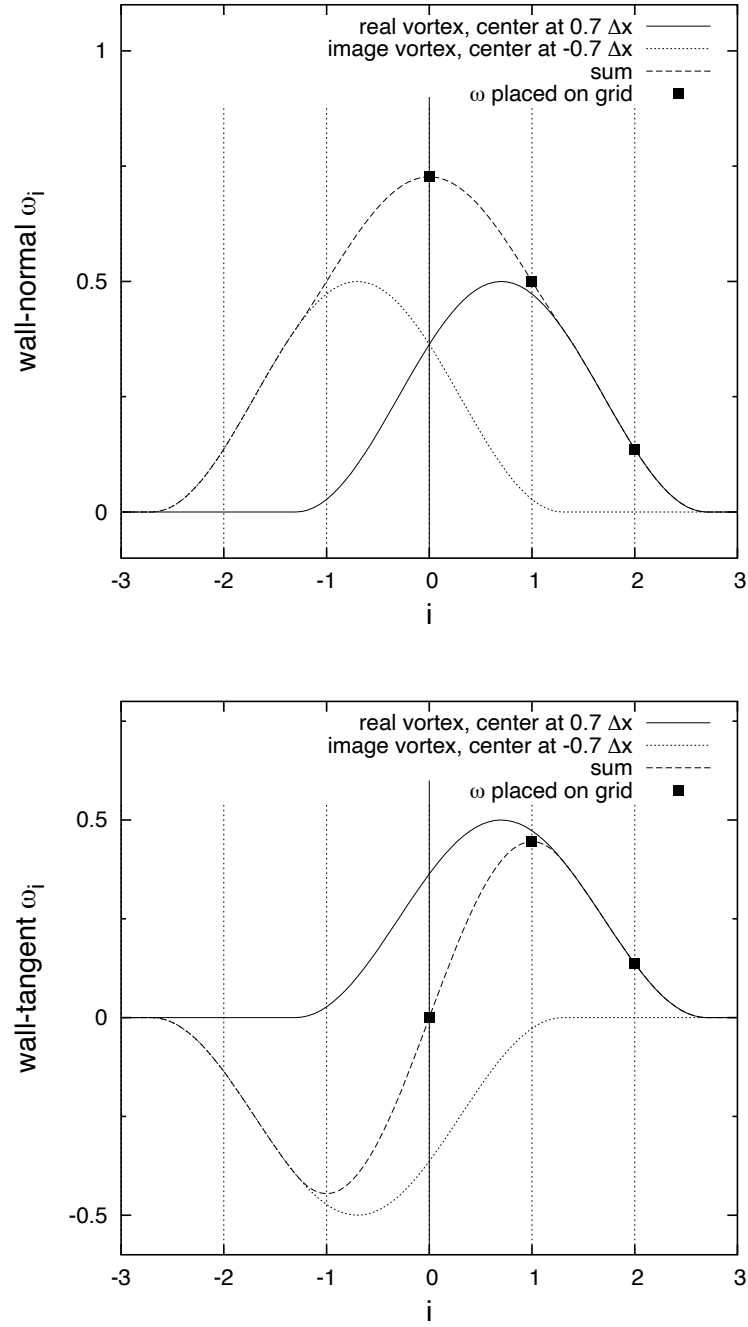 real vortex, center at 0.7 Δx
image vortex, center at -0.7 Δx
sum
ω placed on grid
1
0.5
0
wall-normal ωi
-3 -2 -1 0 1 2 3
i
real vortex, center at 0.7 Δx
image vortex, center at -0.7 Δx
sum
ω placed on grid
0.5
0
-0.5
wall-tangent ωi
-3 -2 -1 0 1 2 3
i